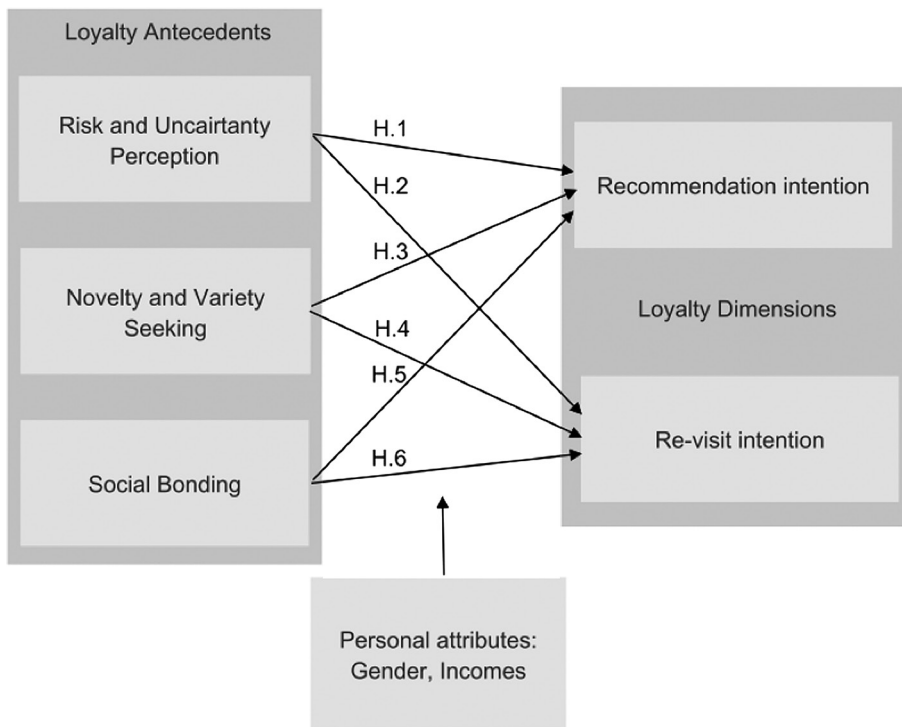 Loyalty Antecedents
Risk and Uncairtanty
Perception
Novelty and Variety
Seeking
Social Bonding
H.1
H.2
H.3
H.4
H.5
H.6
Recommendation intention
Loyalty Dimensions
Re-visit intention
Personal attributes:
Gender, Incomes